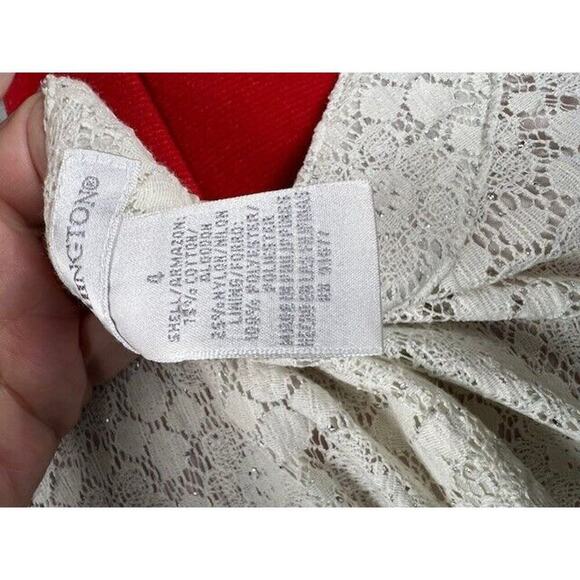 INGTON®
4
SHELL/ARMAZON:
75% COTTON/
ALGODON
25% NYLON/NILON
LINING/FORRO:
100% POLYESTER/
POLIESTER
MADE IN PHILIPPINES
HECHO EN FILIPINAS
RN